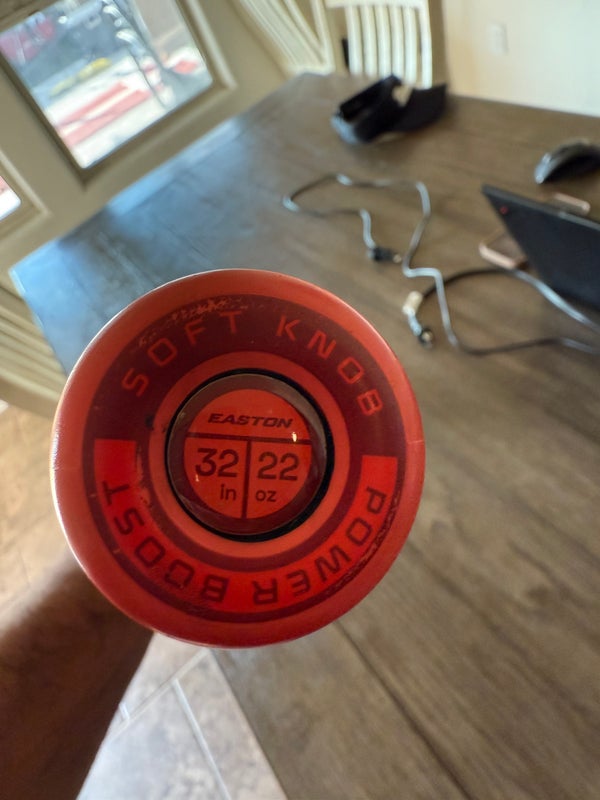 SOFT KNOB
EASTON
32 22
in oz
POWER BOOST